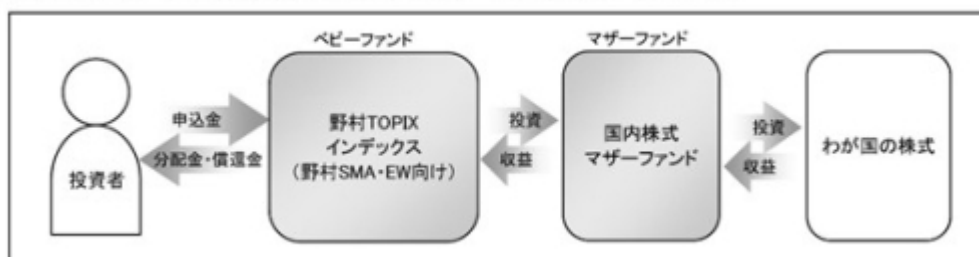 ベビーファンド
マザーファンド
申込金
分配金・償還金
投資者
野村TOPIX
インデックス
(野村SMA・EW向け)
投資
収益
国内株式
マザーファンド
投資
収益
わが国の株式